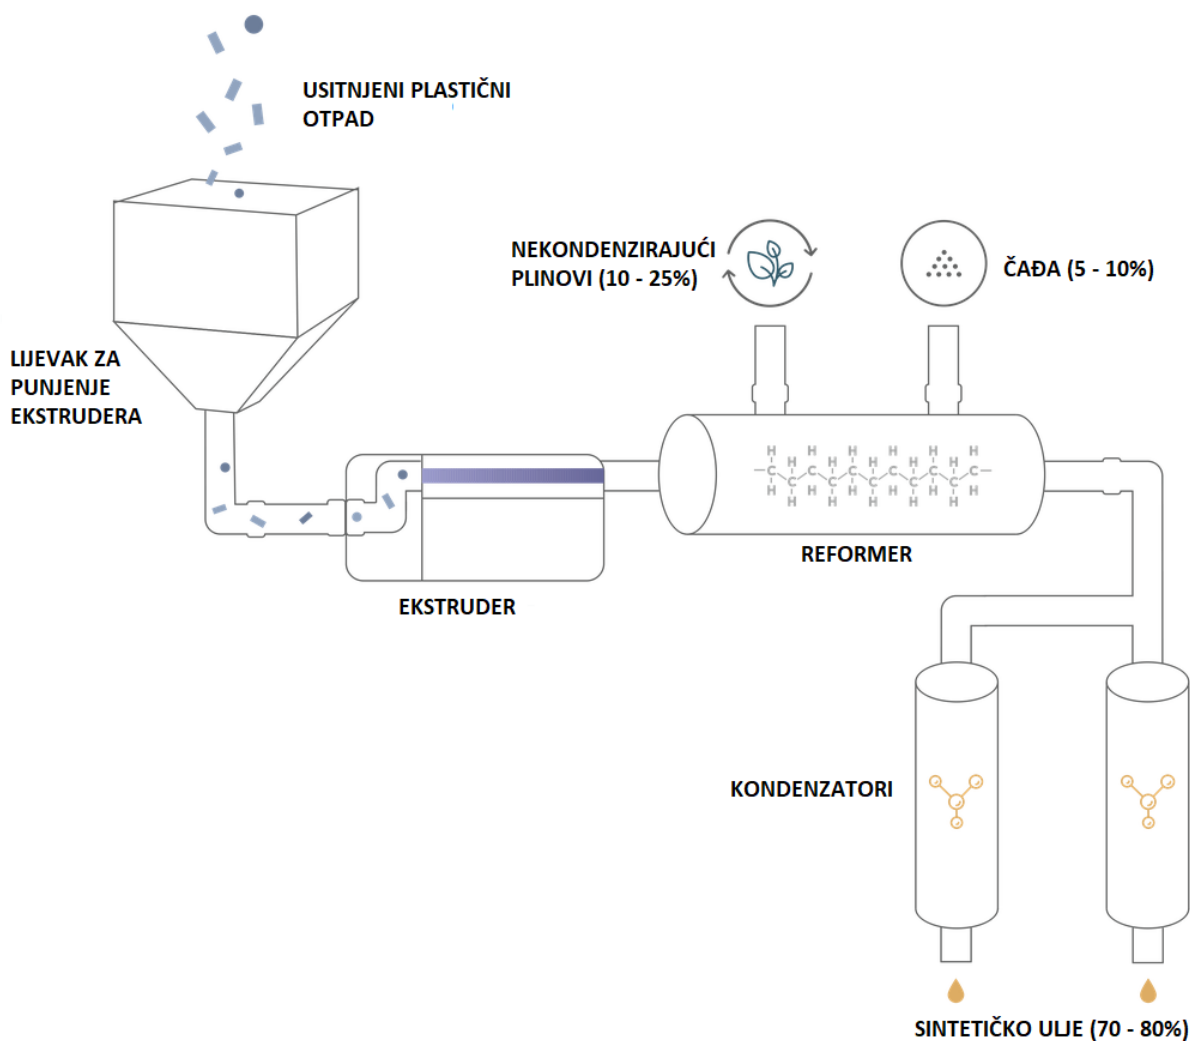 USITNJENI PLASTIČNI
OTPAD
NEKONDENZIRAJUĆI
PLINOVI (10 - 25%)
ČAĐA (5 - 10%)
LIJEVAK ZA
PUNJENJE
EKSTRUDERA
H H H H H H
C C C C C C
H H H H H
C C C C C
H H H H H H
H H H H H
REFORMER
EKSTRUDER
KONDENZATORI
SINTETIČKO ULJE (70 - 80%)